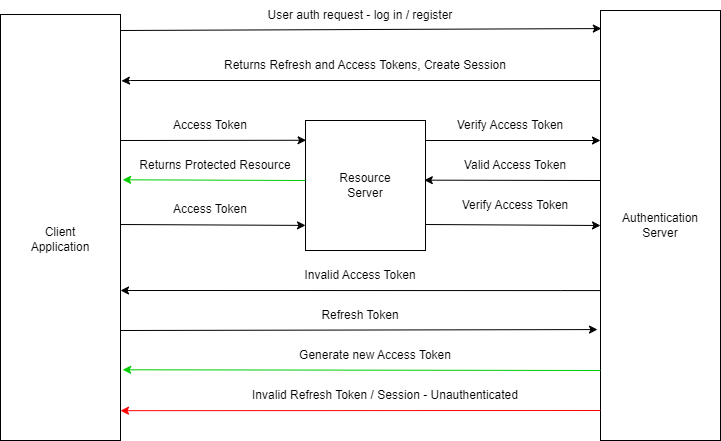 User auth request - log in / register
Returns Refresh and Access Tokens, Create Session
Access Token
Verify Access Token
Returns Protected Resource
Valid Access Token
Resource
Server
Access Token
Verify Access Token
Client
Application
Authentication
Server
Invalid Access Token
Refresh Token
Generate new Access Token
Invalid Refresh Token / Session - Unauthenticated